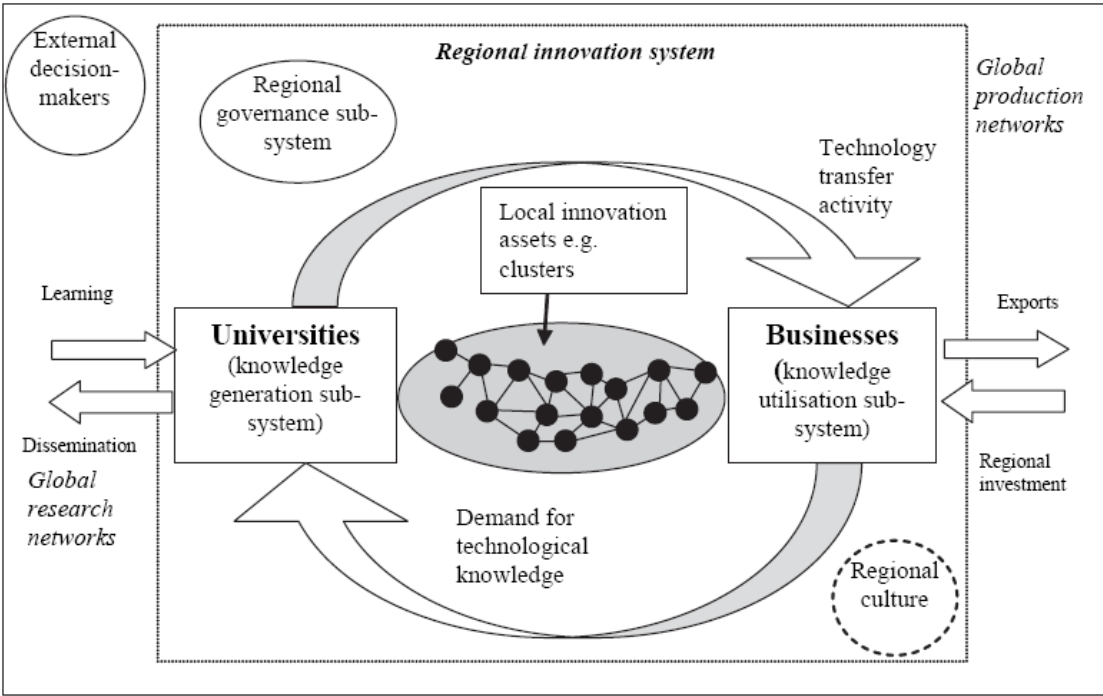 External
decision-
makers
Regional innovation system
Regional
governance sub-
system
Global
production
networks
Technology
transfer
activity
Local innovation
assets e.g.
clusters
Learning
Universities
(knowledge
generation sub-
system)
Businesses
(knowledge
utilisation sub-
system)
Exports
Dissemination
Global
research
networks
Regional
investment
Demand for
technological
knowledge
Regional
culture